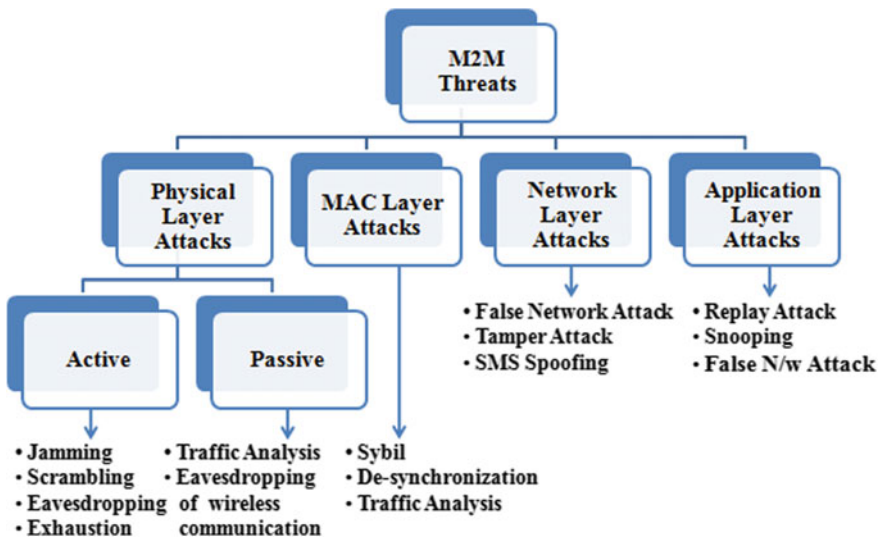 M2M
Threats
Physical
Layer
Attacks
MAC Layer
Attacks
Network
Layer
Attacks
Application
Layer
Attacks
Active
Passive
• False Network Attack
• Tamper Attack
• SMS Spoofing
• Replay Attack
• Snooping
• False N/w Attack
• Jamming
• Scrambling
• Eavesdropping
• Exhaustion
• Traffic Analysis
• Eavesdropping
of wireless
communication
• Sybil
• De-synchronization
• Traffic Analysis